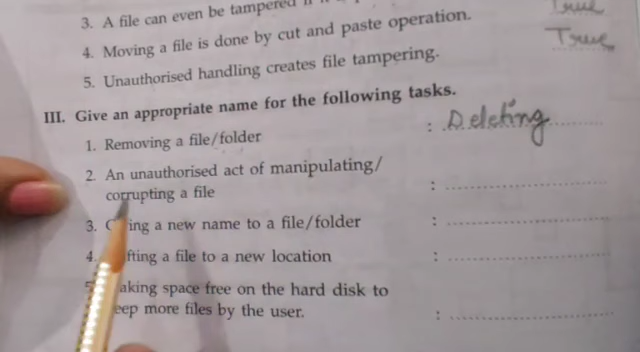 3. A file can even be tampered
True
4. Moving a file is done by cut and paste operation.
True
5. Unauthorised handling creates file tampering.
III. Give an appropriate name for the following tasks.
1. Removing a file/folder : Deleting
2. An unauthorised act of manipulating/
corrupting a file :
3. ing a new name to a file/folder :
4. fting a file to a new location :
5. aking space free on the hard disk to
eep more files by the user. :